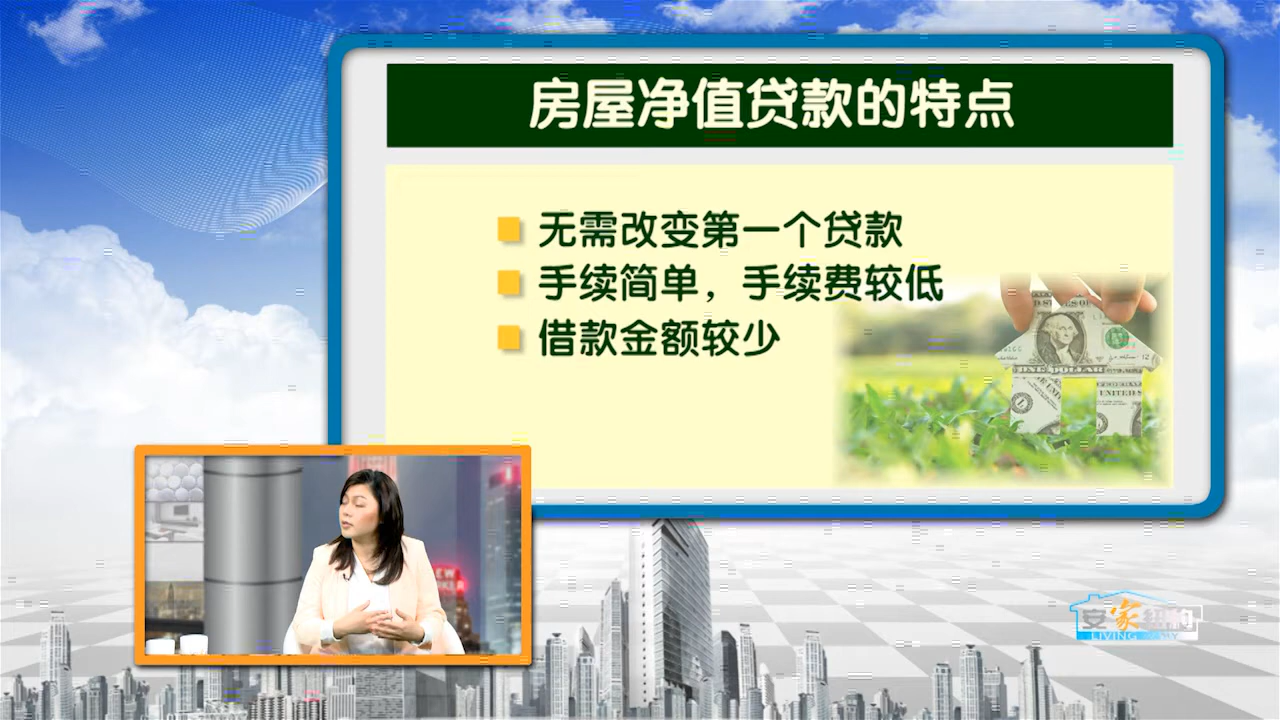 房屋净值贷款的特点
无需改变第一个贷款
手续简单，手续费较低
借款金额较少
安家纽约
LIVING